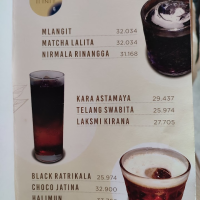 MLANGIT 32.034
MATCHA LALITA 32.034
NIRMALA RINANGGA 31.188
KARA ASTAMAYA 29.437
TELANG SWABITA 25.974
LAKSMI KIRANA 27.705
BLACK RATRIKALA 25.974
CHOCO JATINA 32.900
HALIMUN